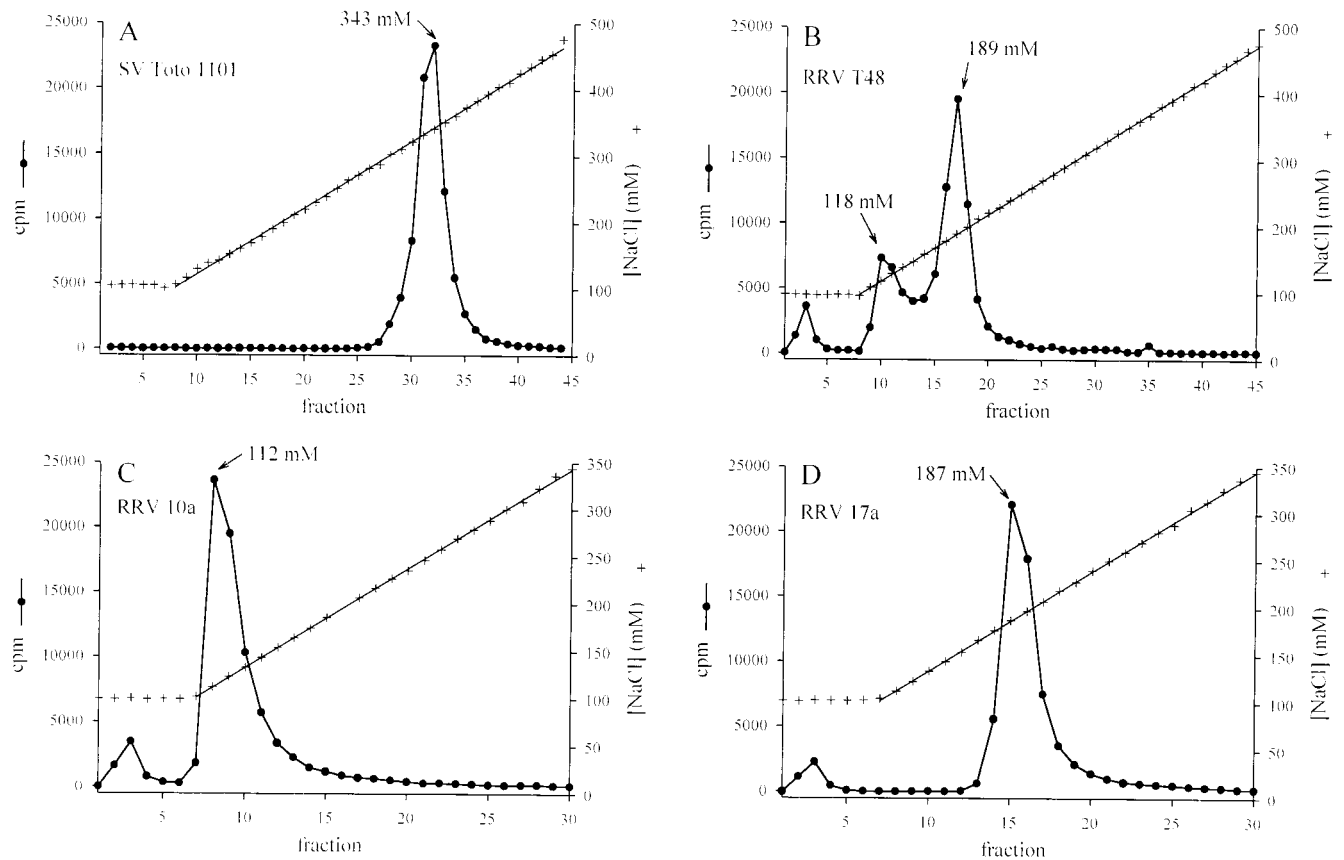 A
SV Toto 1101
343 mM
25000
20000
15000
10000
5000
0
cpm
500
400
300
200
100
0
[NaCl] (mM) +
5 10 15 20 25 30 35 40 45
fraction
B
RRV T48
189 mM
118 mM
25000
20000
15000
10000
5000
0
cpm
500
400
300
200
100
0
[NaCl] (mM) +
5 10 15 20 25 30 35 40 45
fraction
C
RRV 10a
112 mM
25000
20000
15000
10000
5000
0
cpm
350
300
250
200
150
100
50
0
[NaCl] (mM) +
5 10 15 20 25 30
fraction
D
RRV 17a
187 mM
25000
20000
15000
10000
5000
0
cpm
350
300
250
200
150
100
50
0
[NaCl] (mM) +
5 10 15 20 25 30
fraction